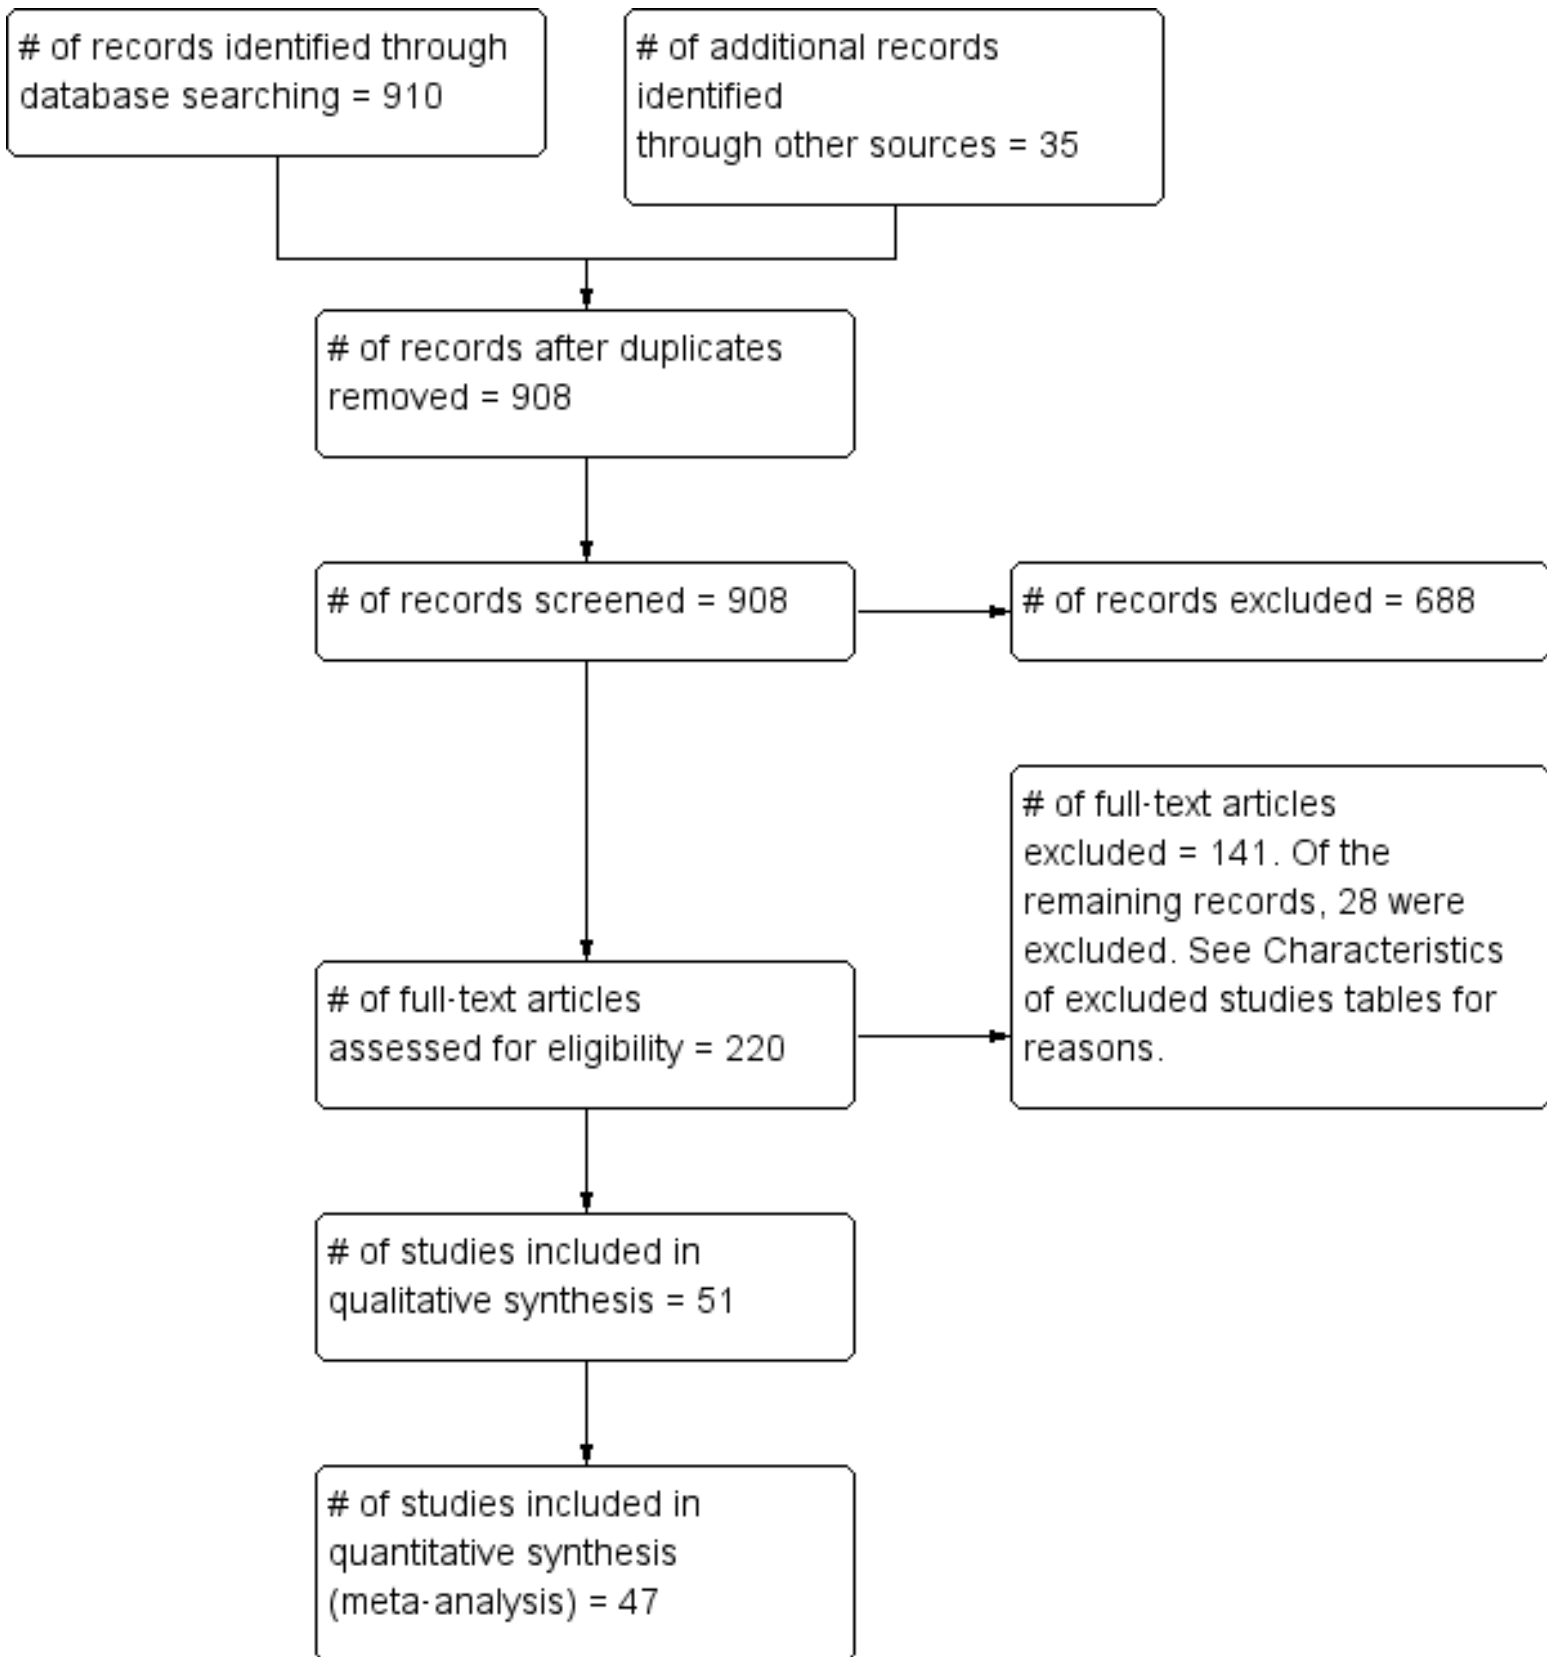 # of records identified through
database searching = 910
# of additional records
identified
through other sources = 35
# of records after duplicates
removed = 908
# of records screened = 908
# of records excluded = 688
# of full-text articles
excluded = 141. Of the
remaining records, 28 were
excluded. See Characteristics
of excluded studies tables for
reasons.
# of full-text articles
assessed for eligibility = 220
# of studies included in
qualitative synthesis = 51
# of studies included in
quantitative synthesis
(meta-analysis) = 47